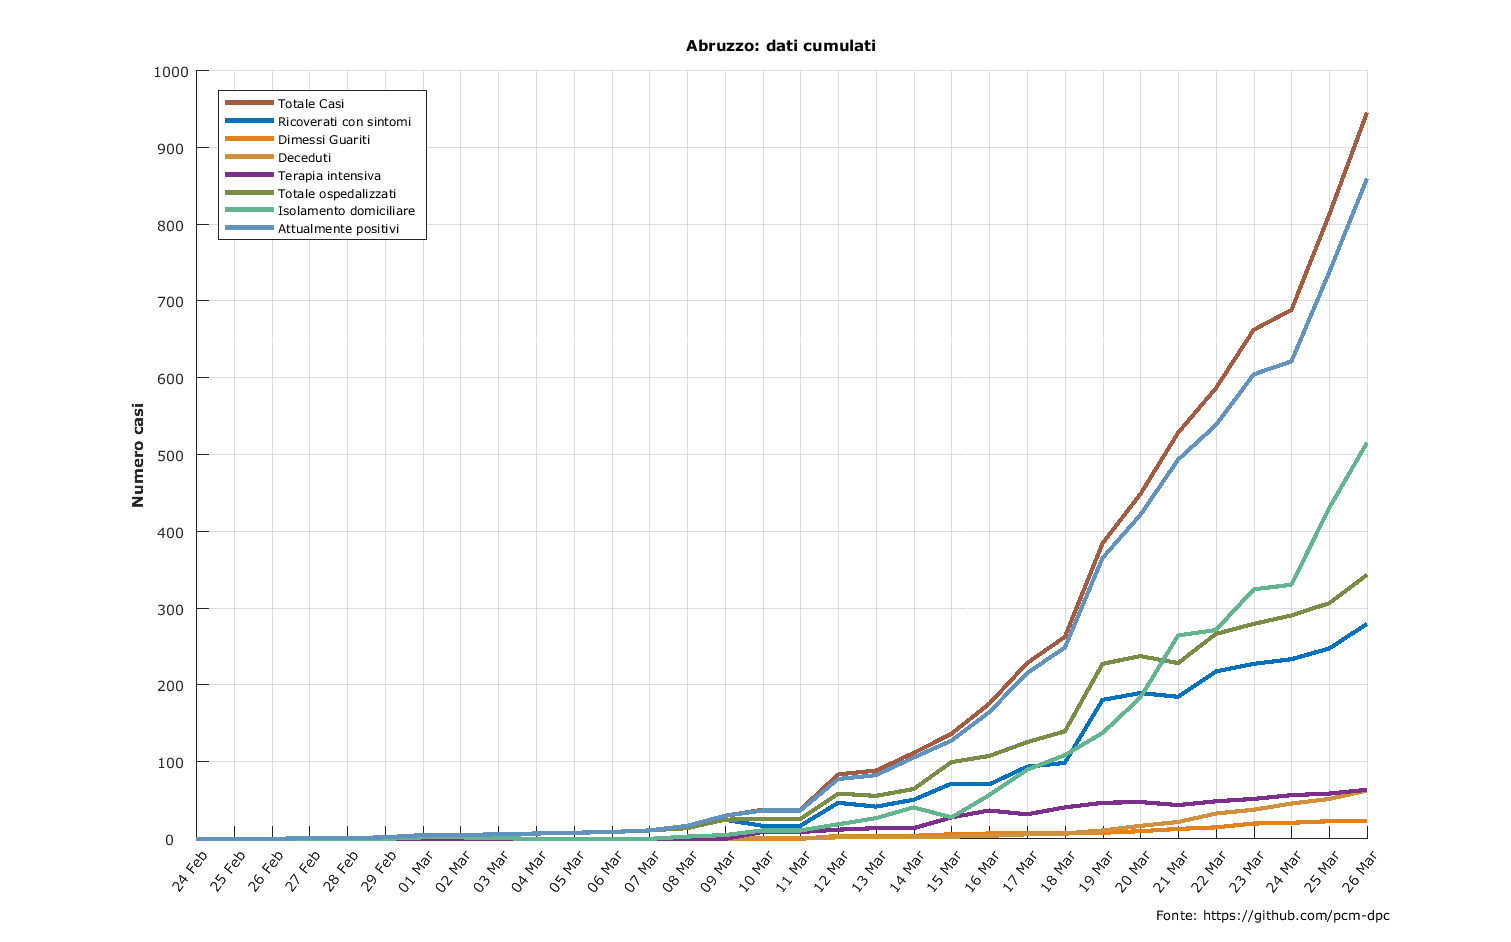 Abruzzo: dati cumulati
1000
900
800
700
600
500
400
300
200
100
0
Numero casi
Totale Casi
Ricoverati con sintomi
Dimessi Guariti
Deceduti
Terapia intensiva
Totale ospedalizzati
Isolamento domiciliare
Attualmente positivi
24 Feb
25 Feb
26 Feb
27 Feb
28 Feb
29 Feb
01 Mar
02 Mar
03 Mar
04 Mar
05 Mar
06 Mar
07 Mar
08 Mar
09 Mar
10 Mar
11 Mar
12 Mar
13 Mar
14 Mar
15 Mar
16 Mar
17 Mar
18 Mar
19 Mar
20 Mar
21 Mar
22 Mar
23 Mar
24 Mar
25 Mar
26 Mar
Fonte: https://github.com/pcm-dpc